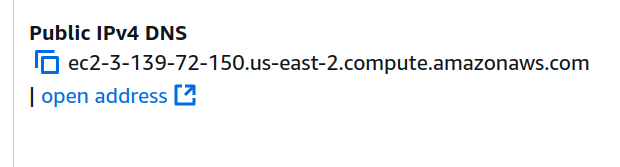 Public IPv4 DNS
ec2-3-139-72-150.us-east-2.compute.amazonaws.com
| open address